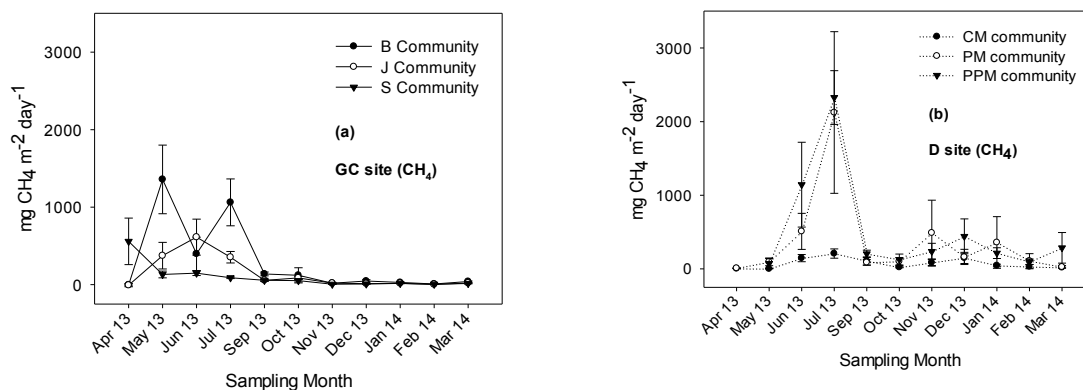 3000
2000
1000
0
mg CH4 m-2 day-1
B Community
J Community
S Community
(a)
GC site (CH4)
Apr 13
May 13
Jun 13
Jul 13
Sep 13
Oct 13
Nov 13
Dec 13
Jan 14
Feb 14
Mar 14
Sampling Month
3000
2000
1000
0
mg CH4 m-2 day-1
CM community
PM community
PPM community
(b)
D site (CH4)
Apr 13
May 13
Jun 13
Jul 13
Sep 13
Oct 13
Nov 13
Dec 13
Jan 14
Feb 14
Mar 14
Sampling Month